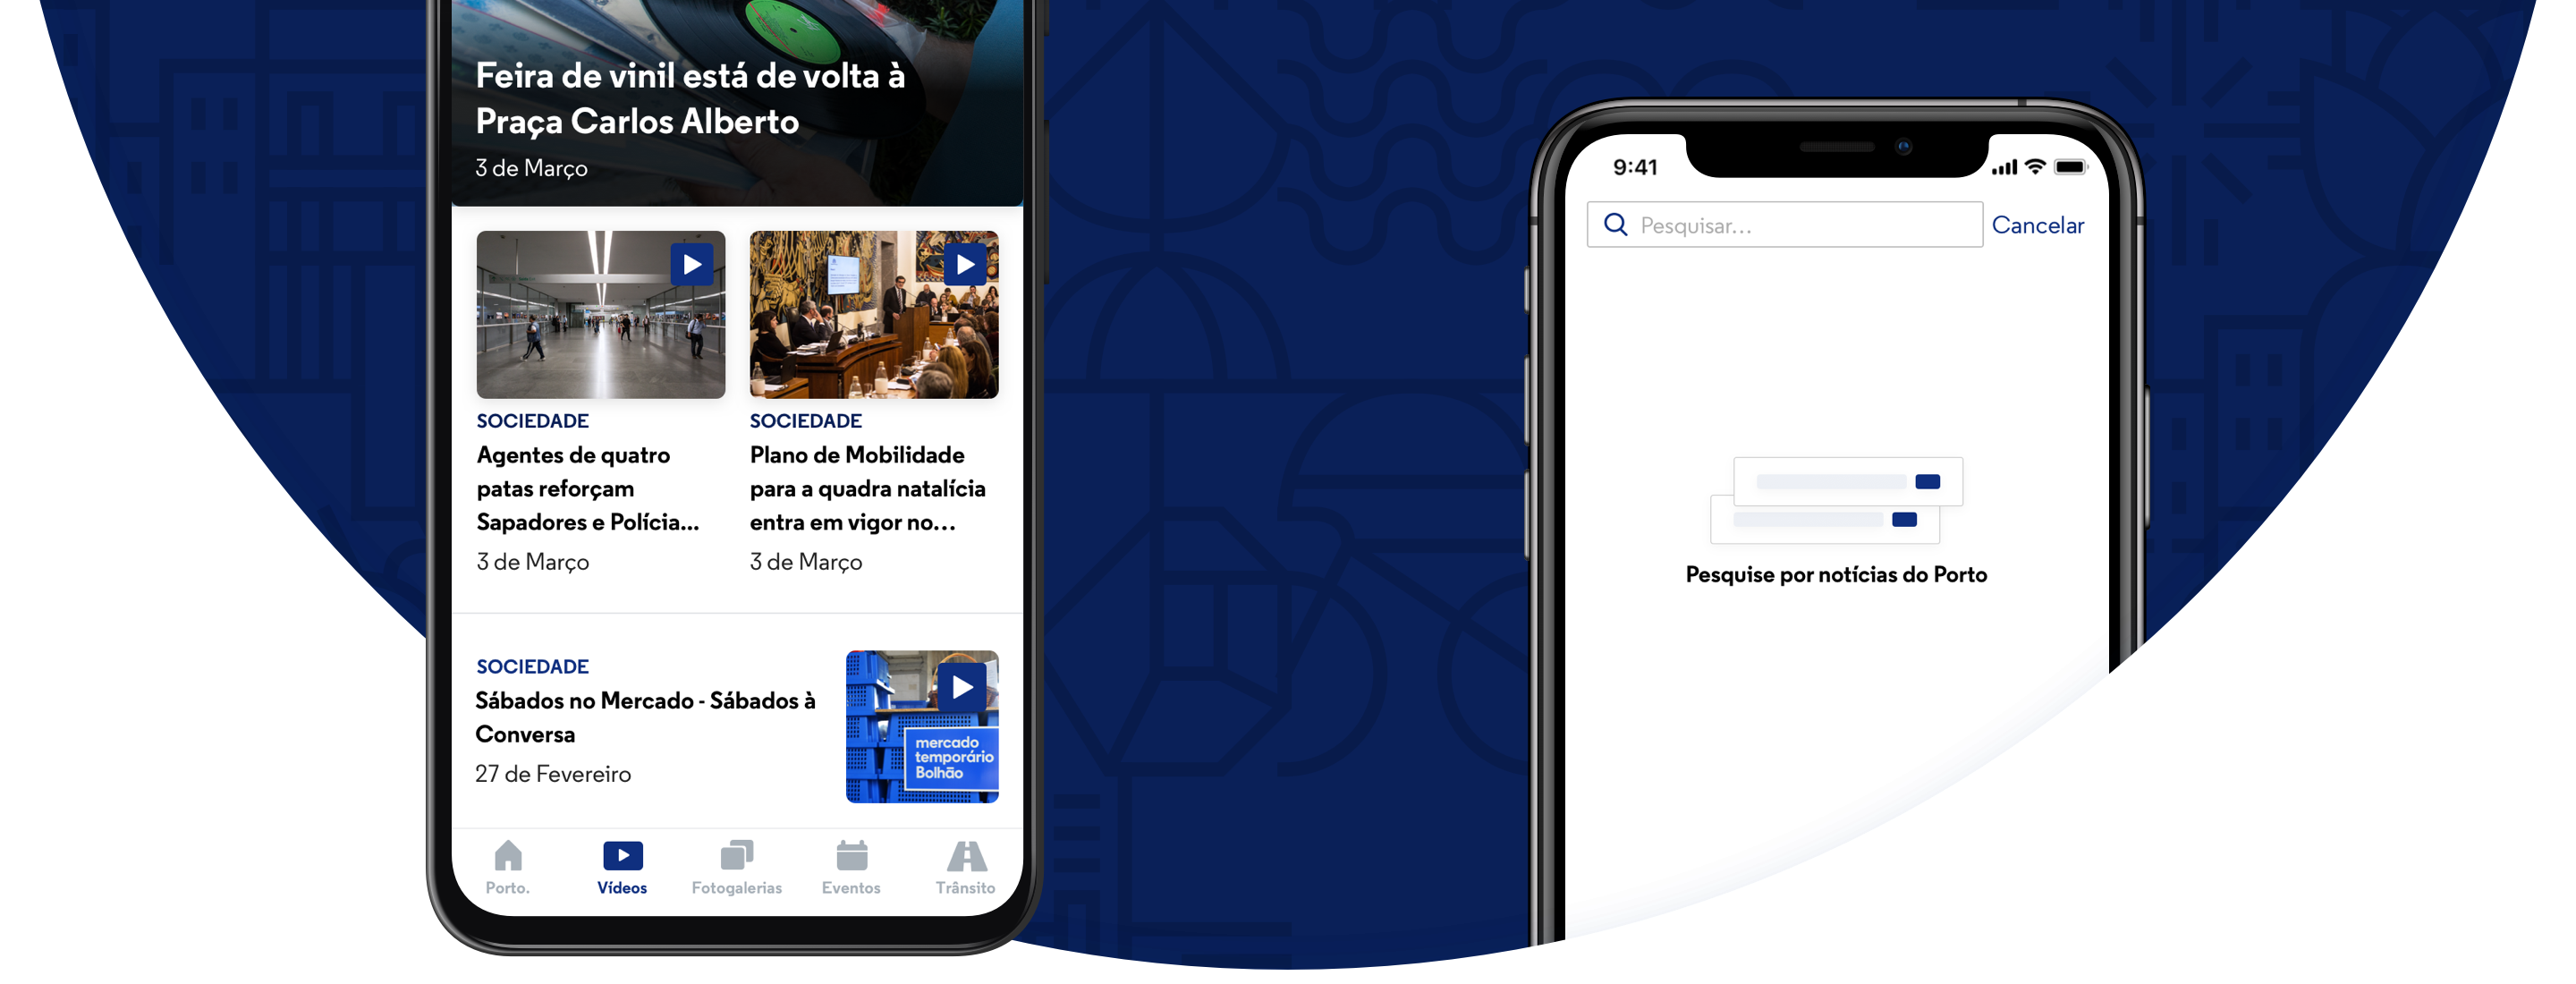 Feira de vinil está de volta à
Praça Carlos Alberto
3 de Março
SOCIEDADE
Agentes de quatro
patas reforçam
Sapadores e Polícia...
3 de Março
SOCIEDADE
Plano de Mobilidade
para a quadra natalícia
entra em vigor no...
3 de Março
SOCIEDADE
Sábados no Mercado - Sábados à
Conversa
27 de Fevereiro
mercado
temporário
Bolhão
Porto.
Vídeos
Fotogalerias
Eventos
Trânsito
9:41
Pesquisar...
Cancelar
Pesquise por notícias do Porto